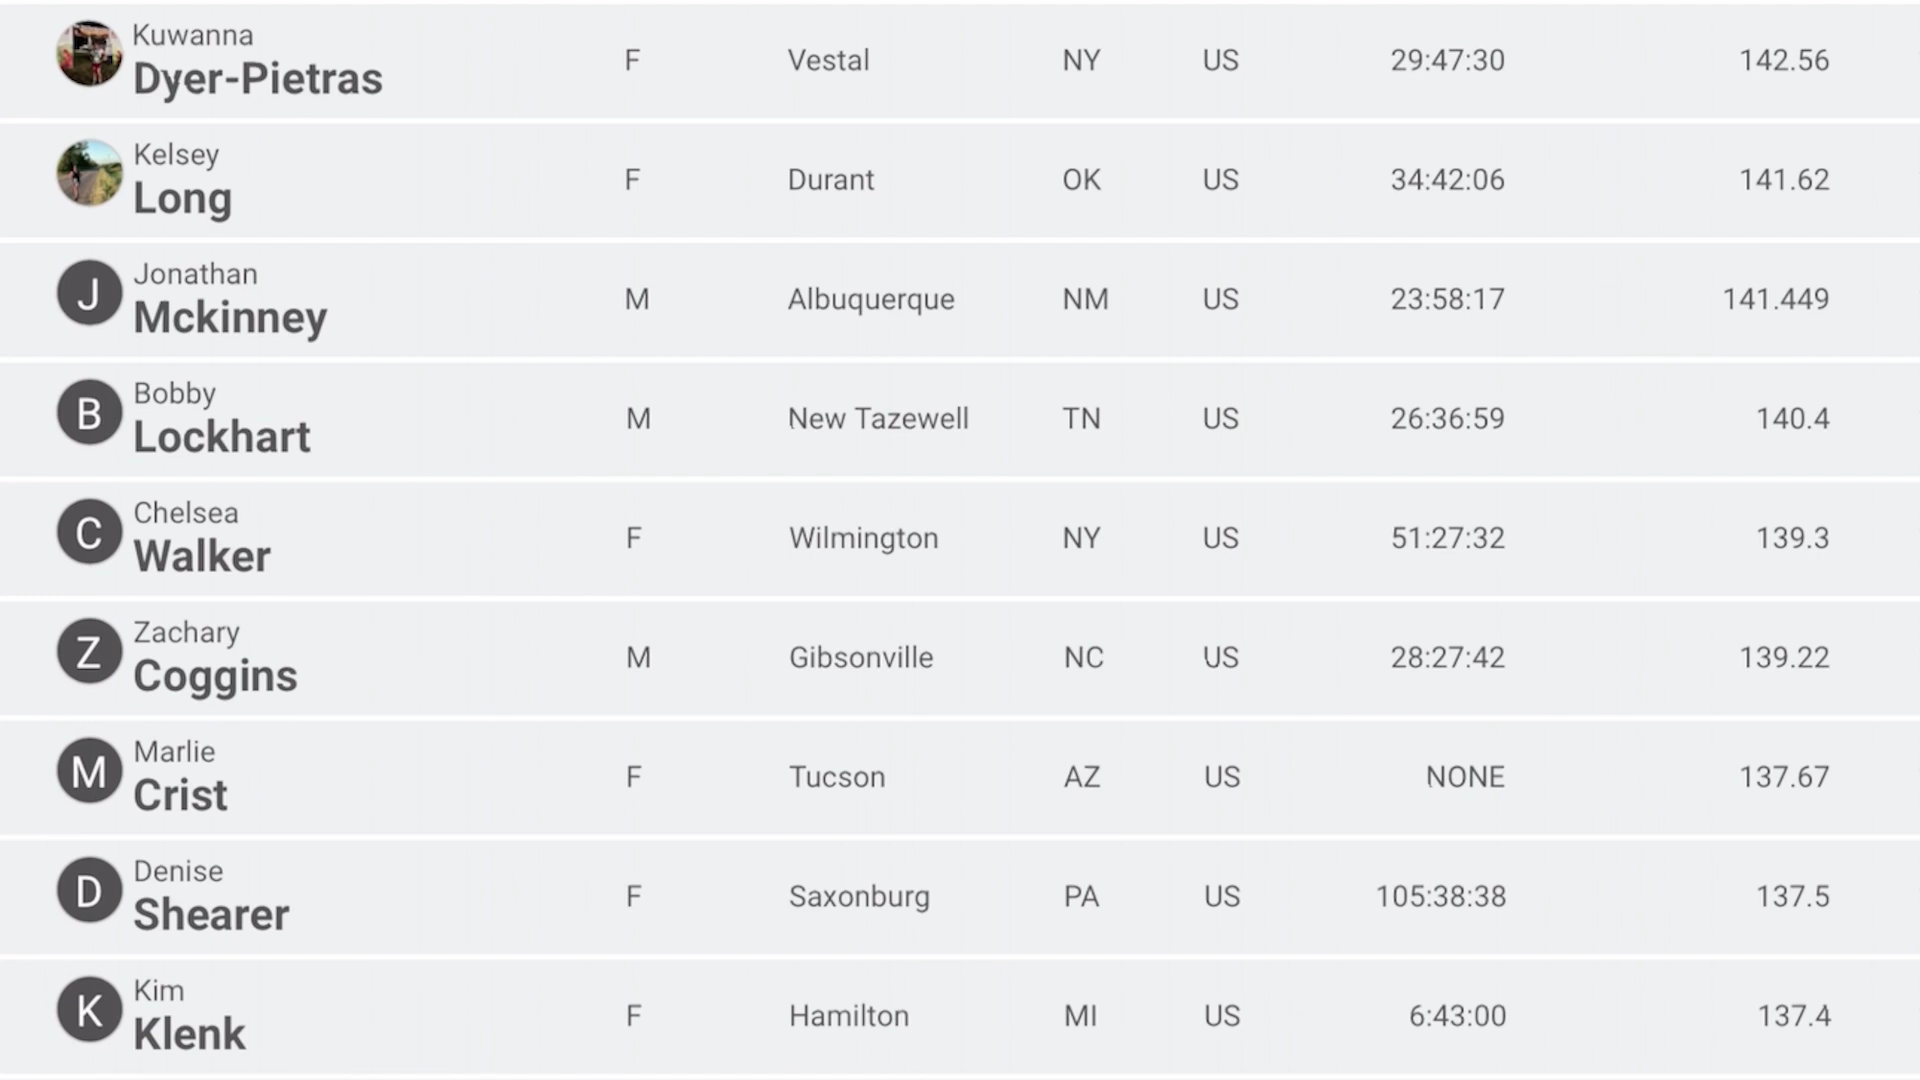 Kuwanna
Dyer-Pietras F Vestal NY US 29:47:30 142.56
Kelsey
Long F Durant OK US 34:42:06 141.62
J Jonathan
Mckinney M Albuquerque NM US 23:58:17 141.449
B Bobby
Lockhart M New Tazewell TN US 26:36:59 140.4
C Chelsea
Walker F Wilmington NY US 51:27:32 139.3
Z Zachary
Coggins M Gibsonville NC US 28:27:42 139.22
M Marlie
Crist F Tucson AZ US NONE 137.67
D Denise
Shearer F Saxonburg PA US 105:38:38 137.5
K Kim
Klenk F Hamilton MI US 6:43:00 137.4